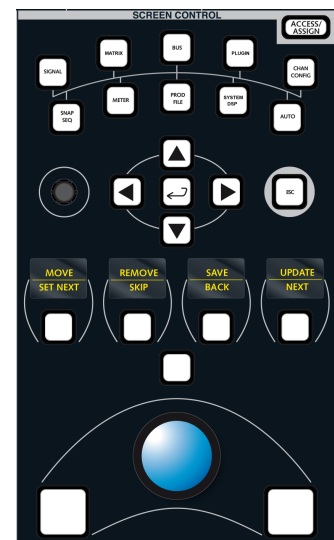 SCREEN CONTROL
ACCESS/
ASSIGN
MATRIX
BUS
PLUGIN
SIGNAL
CHAN
CONFIG
SNAP
SEQ
METER
PROD
FILE
SYSTEM
DSP
AUTO
ESC
MOVE
SET NEXT
REMOVE
SKIP
SAVE
BACK
UPDATE
NEXT